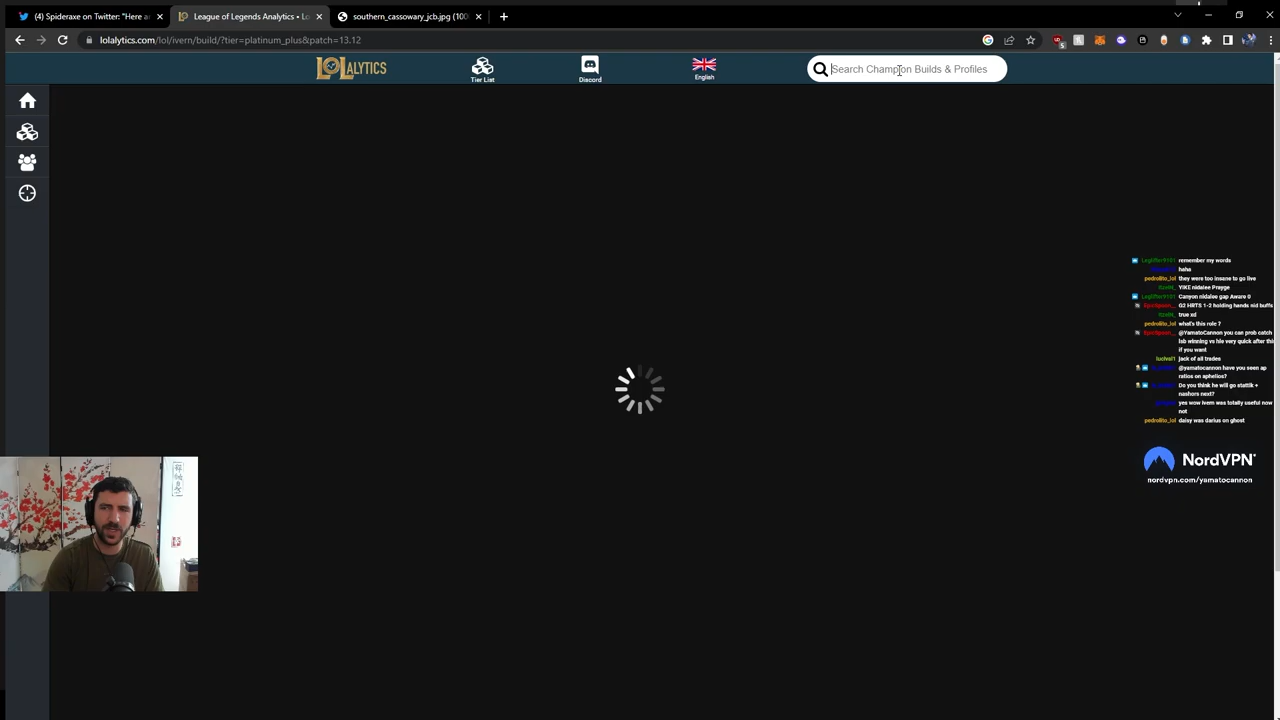 (4) Spideraxe on Twitter: "Here a
League of Legends Analytics • Lo
southern_cassowary_jcb.jpg (100
lolalytics.com/lol/ivern/build/?tier=platinum_plus&patch=13.12
LOLALYTICS
Tier List
Discord
English
Search Champion Builds & Profiles
remember my words
haha
pedrolito_lol they were too insane to go live
YIKE nidalee Prayge
Canyon nidalee gap Aware 0
G2 HRTS 1-2 holding hands nid buffs
true xd
pedrolito_lol what's this role ?
@YamatoCannon you can prob catch
lsb winning vs hle very quick after thi
if you want
lucival1 jack of all trades
@yamatocannon have you seen ap
ratios on aphelios?
Do you think he will go stattik +
nashors next?
yes wow ivern was totally useful now
not
pedrolito_lol daisy was darius on ghost
NordVPN
nordvpn.com/yamatocannon